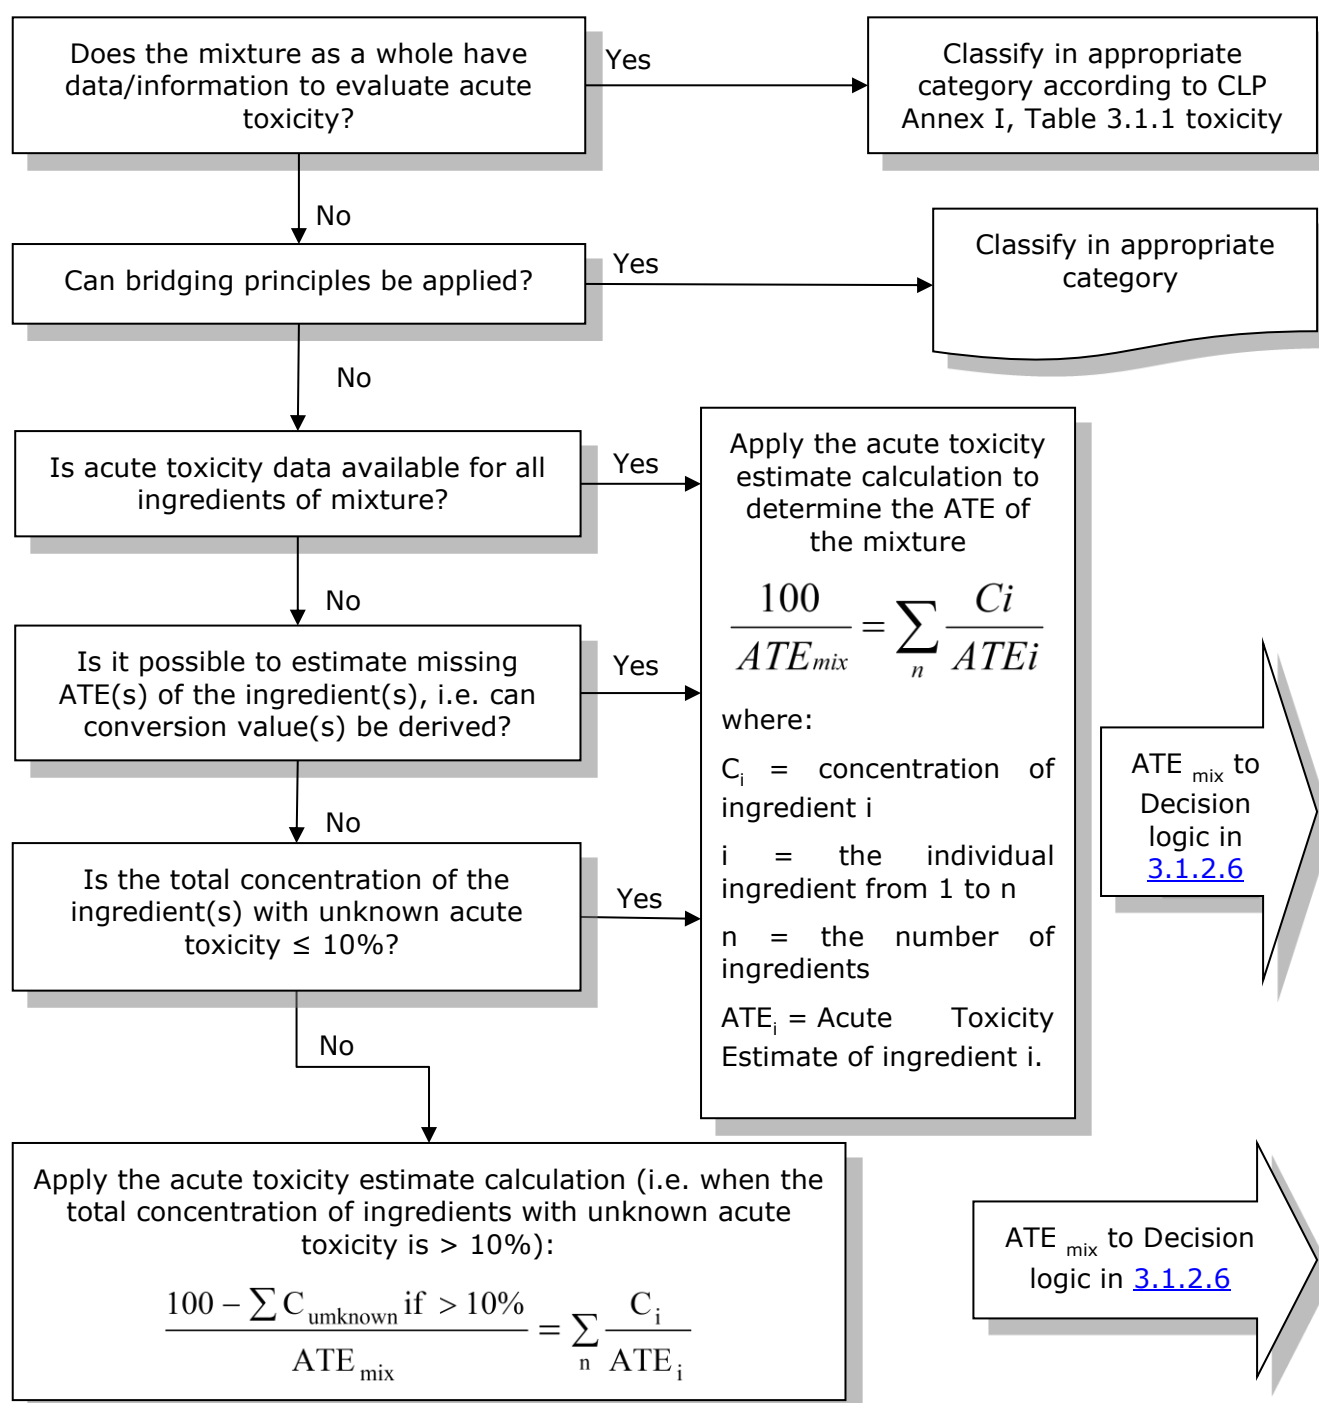 Does the mixture as a whole have
data/information to evaluate acute
toxicity?
Yes
Classify in appropriate
category according to CLP
Annex I, Table 3.1.1 toxicity
No
Can bridging principles be applied?
Yes
Classify in appropriate
category
No
Is acute toxicity data available for all
ingredients of mixture?
Yes
No
Is it possible to estimate missing
ATE(s) of the ingredient(s), i.e. can
conversion value(s) be derived?
Yes
No
Is the total concentration of the
ingredient(s) with unknown acute
toxicity ≤ 10%?
Yes
No
Apply the acute toxicity
estimate calculation to
determine the ATE of
the mixture
100 / ATEmix = ∑n Ci / ATEi
where:
Ci = concentration of
ingredient i
i = the individual
ingredient from 1 to n
n = the number of
ingredients
ATEi = Acute Toxicity
Estimate of ingredient i.
ATE mix to
Decision
logic in
3.1.2.6
Apply the acute toxicity estimate calculation (i.e. when the
total concentration of ingredients with unknown acute
toxicity is > 10%):
100 − ∑ Cumknown if > 10% / ATE mix = ∑n Ci / ATE i
ATE mix to Decision
logic in 3.1.2.6